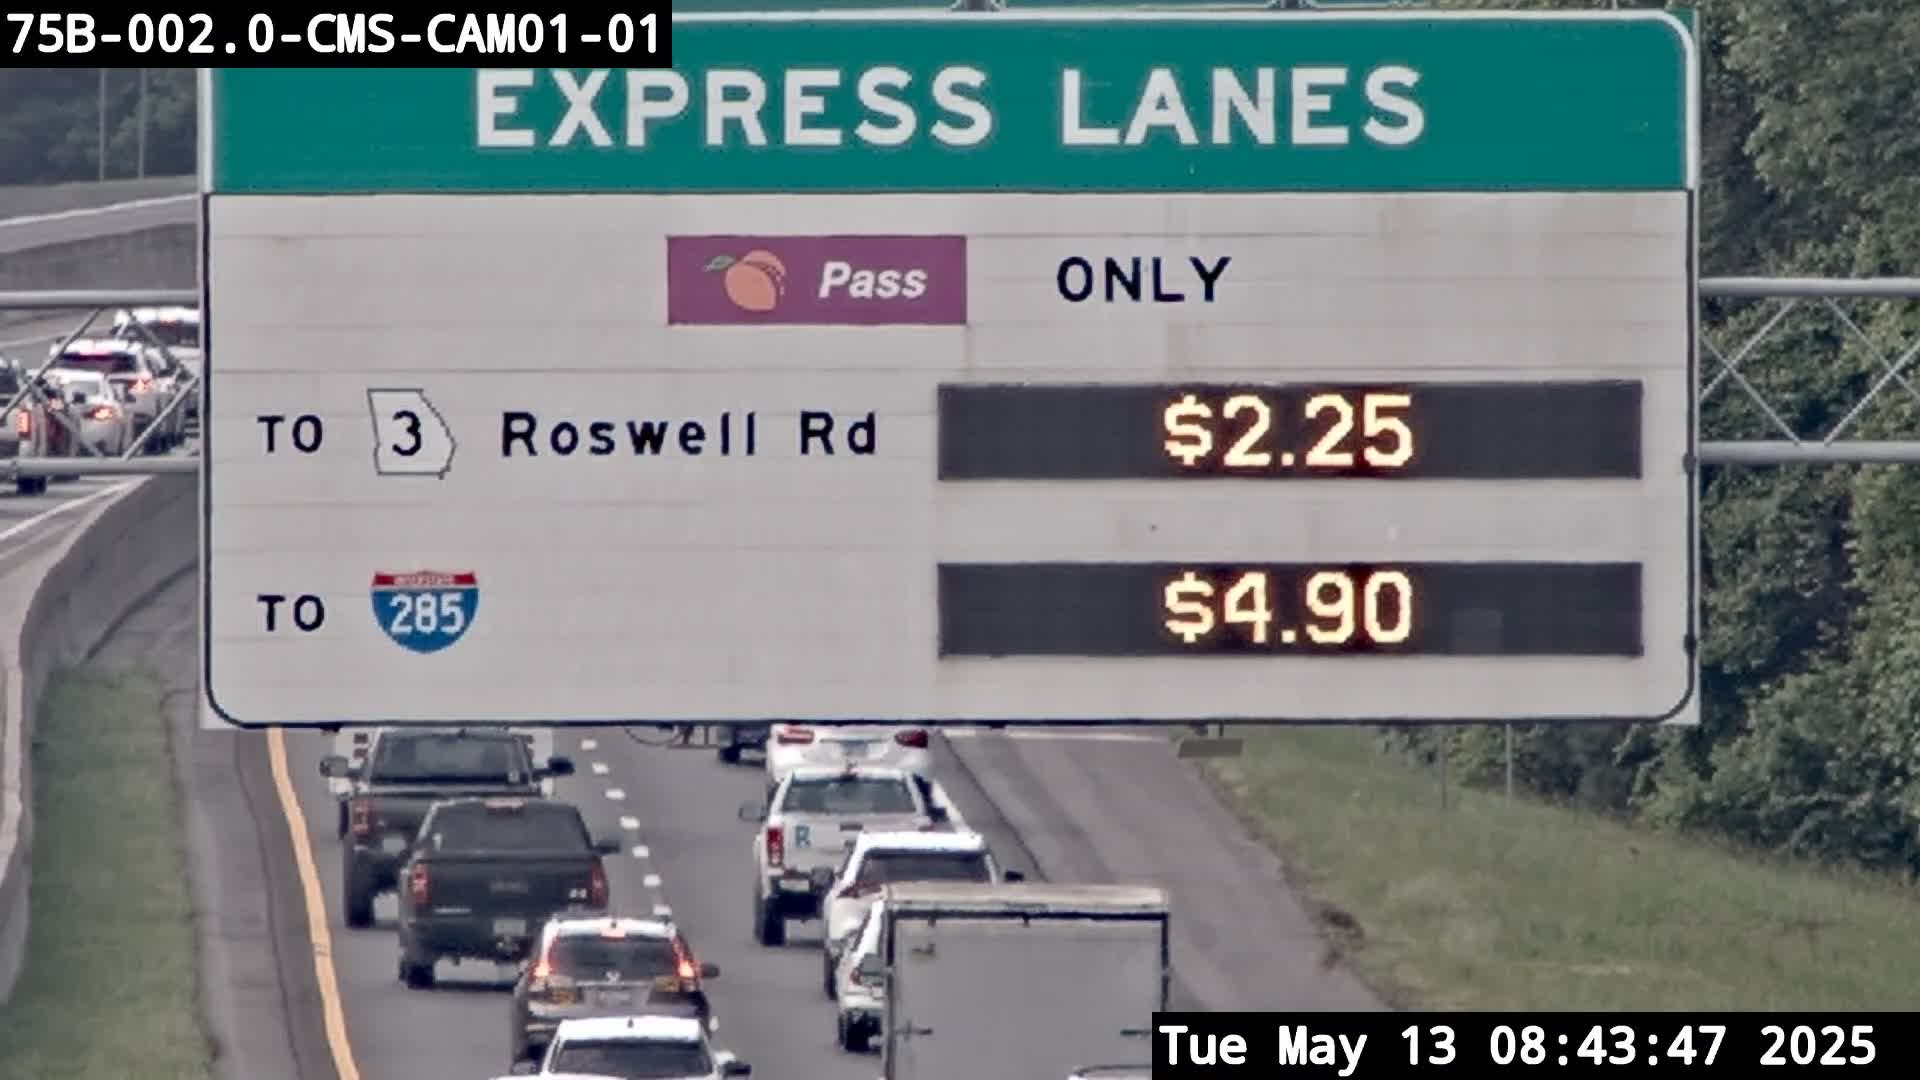 75B-002.0-CMS-CAM01-01
EXPRESS LANES
Pass ONLY
TO 3 Roswell Rd $2.25
TO INTERSTATE 285 $4.90
R
Tue May 13 08:43:47 2025